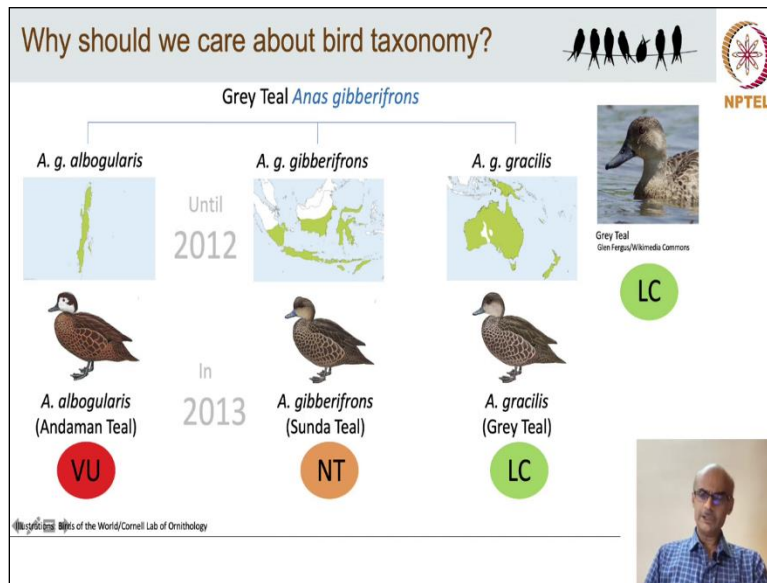 Why should we care about bird taxonomy?
NPTEL
Grey Teal Anas gibberifrons
A. g. albogularis
A. g. gibberifrons
A. g. gracilis
Until
2012
Grey Teal
Glen Fergus/Wikimedia Commons
LC
In
2013
A. albogularis
(Andaman Teal)
A. gibberifrons
(Sunda Teal)
A. gracilis
(Grey Teal)
VU
NT
LC
Illustrations: Birds of the World/Cornell Lab of Ornithology